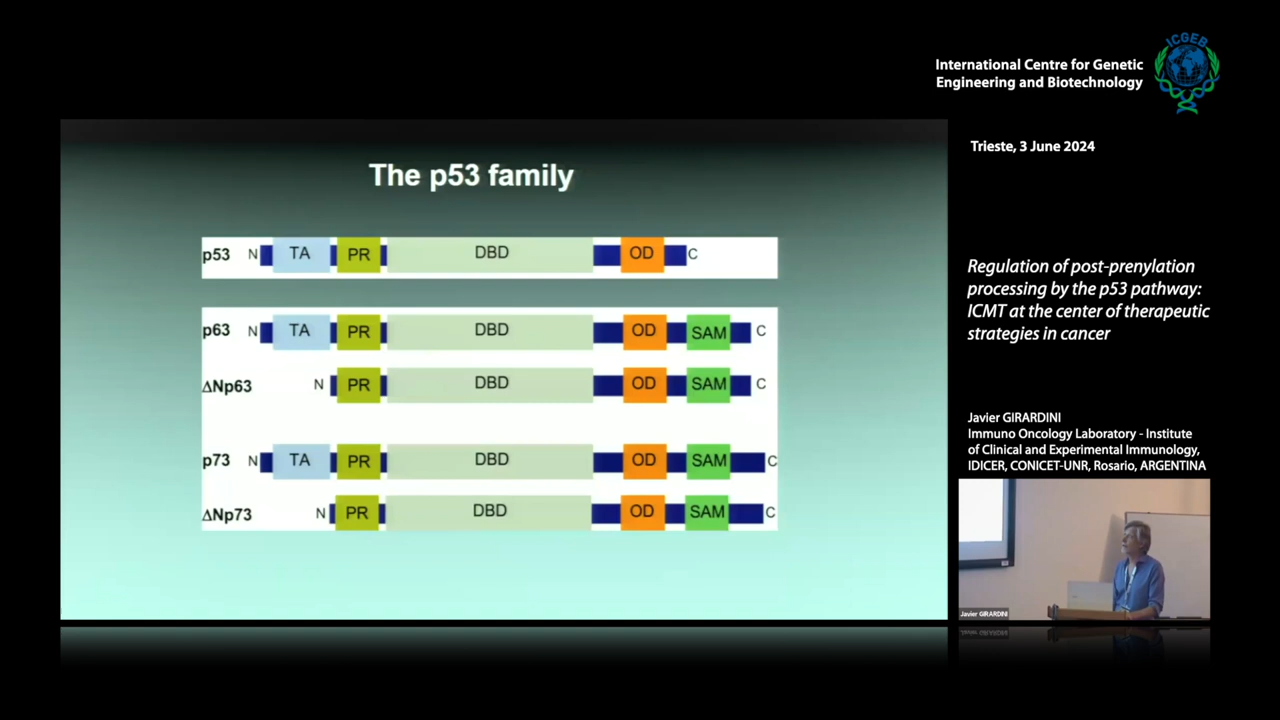 ICGEB
International Centre for Genetic
Engineering and Biotechnology
Trieste, 3 June 2024
The p53 family
p53 N TA PR DBD OD C
p63 N TA PR DBD OD SAM C
ΔNp63 N PR DBD OD SAM C
p73 N TA PR DBD OD SAM C
ΔNp73 N PR DBD OD SAM C
Regulation of post-prenylation
processing by the p53 pathway:
ICMT at the center of therapeutic
strategies in cancer
Javier GIRARDINI
Immuno Oncology Laboratory - Institute
of Clinical and Experimental Immunology,
IDICER, CONICET-UNR, Rosario, ARGENTINA
Javier GIRARDINI